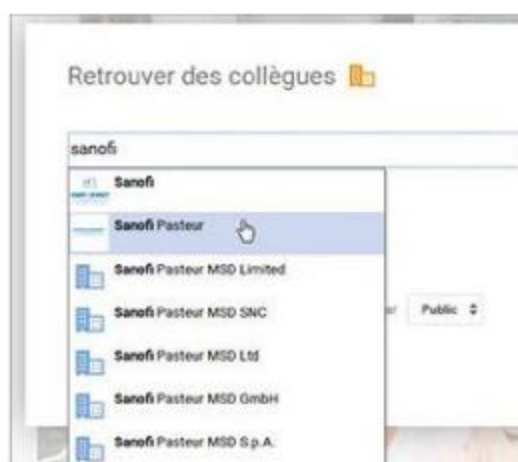 Retrouver des collègues
sanofi
Sanofi
Sanofi Pasteur
Sanofi Pasteur MSD Limited
Sanofi Pasteur MSD SNC
Public
Sanofi Pasteur MSD Ltd
Sanofi Pasteur MSD GmbH
Sanofi Pasteur MSD S.p.A.